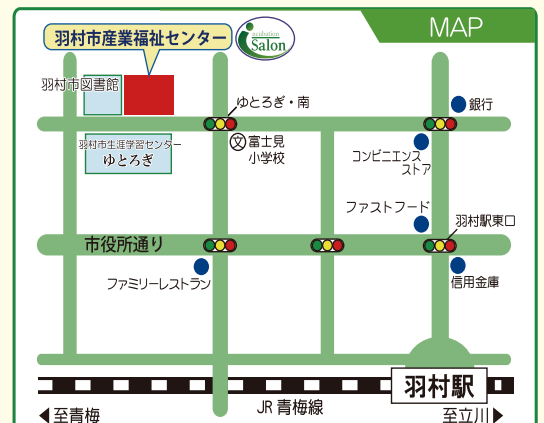 MAP
羽村市産業福祉センター
incubation
Salon
羽村市図書館
ゆとろぎ・南
銀行
羽村市生涯学習センター
ゆとろぎ
文
富士見
小学校
コンビニエンス
ストア
ファストフード
羽村駅東口
市役所通り
ファミリーレストラン
信用金庫
羽村駅
JR 青梅線
◀至青梅
至立川▶